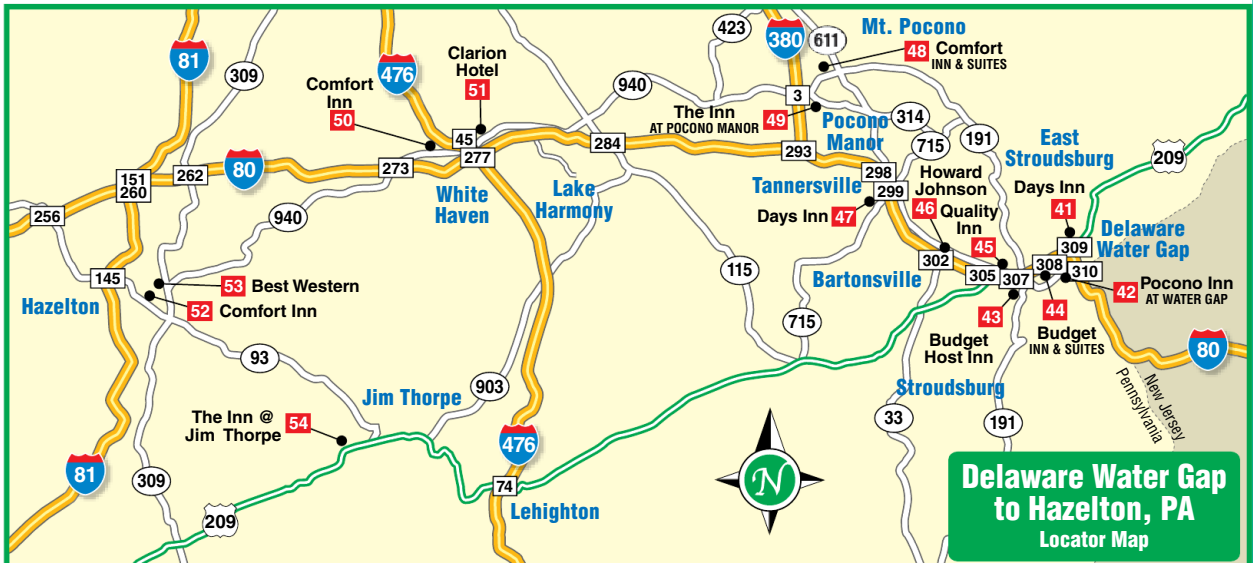 81
309
476
Clarion
Hotel
51
Comfort
Inn
50
45
277
423
380
611
Mt. Pocono
48 Comfort
INN & SUITES
940
3
The Inn
AT POCONO MANOR
49
Pocono
Manor
314
715
191
East
Stroudsburg
209
151
260
262
80
273
284
293
298
299
White
Haven
Lake
Harmony
Tannersville
Days Inn 47
Howard
Johnson
46
Quality
Inn
45
Days Inn
41
Delaware
Water Gap
256
940
309
308
310
302
305
307
145
Hazelton
53 Best Western
52 Comfort Inn
115
Bartonsville
43
44
42
Pocono Inn
AT WATER GAP
715
Budget
Host Inn
Budget
INN & SUITES
80
93
903
Jim Thorpe
Stroudsburg
New Jersey
Pennsylvania
The Inn @
Jim Thorpe
54
33
191
476
81
309
74
Lehighton
209
N
Delaware Water Gap
to Hazelton, PA
Locator Map